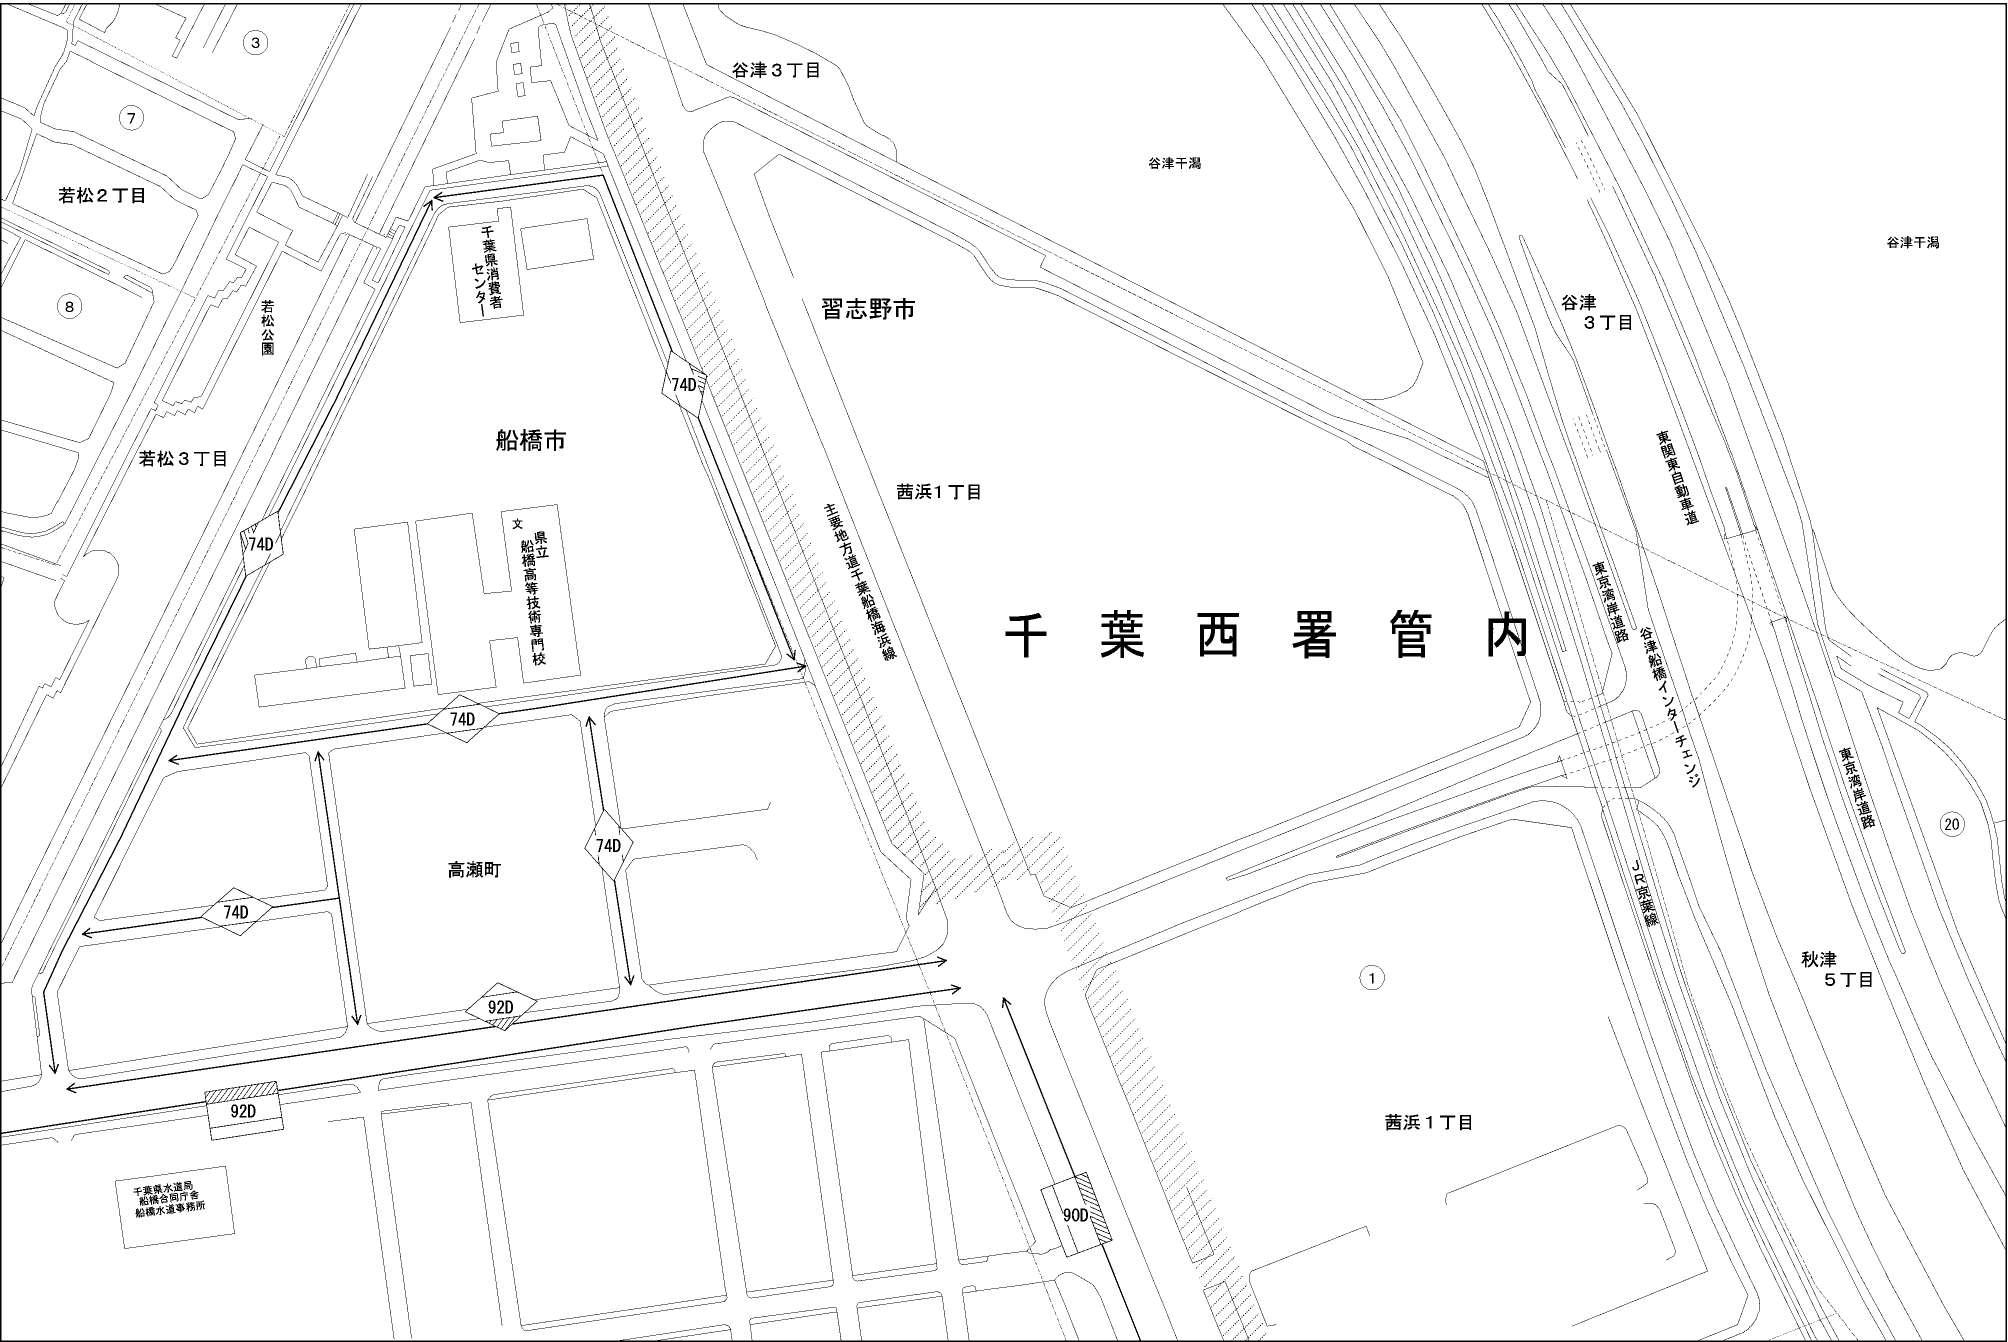 3
谷津３丁目
7
谷津干潟
若松２丁目
谷津干潟
千葉県消費者
センター
8
若松公園
習志野市
谷津
３丁目
74D
船橋市
若松３丁目
東関東自動車道
茜浜１丁目
主要地方道千葉船橋海浜線
文
県立
船橋高等技術専門校
74D
東京湾岸道路
千葉西署管内
谷津船橋インターチェンジ
74D
東京湾岸道路
20
74D
高瀬町
JR京葉線
74D
秋津
５丁目
1
92D
92D
茜浜１丁目
千葉県水道局
船橋合同庁舎
船橋水道事務所
90D